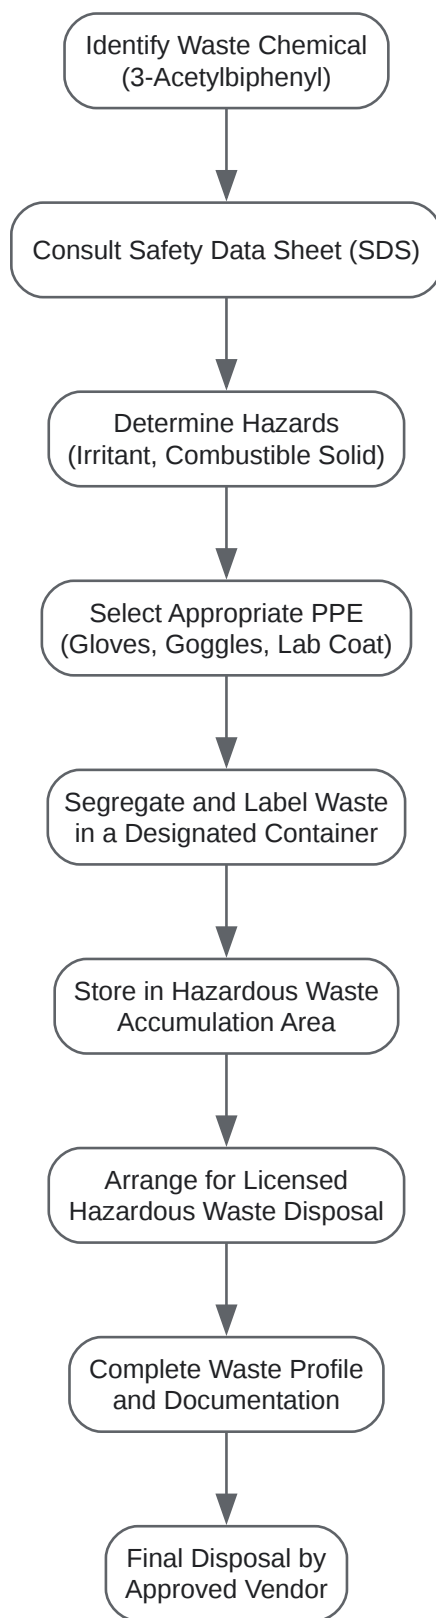 Identify Waste Chemical
(3-Acetylbiphenyl)
Consult Safety Data Sheet (SDS)
Determine Hazards
(Irritant, Combustible Solid)
Select Appropriate PPE
(Gloves, Goggles, Lab Coat)
Segregate and Label Waste
in a Designated Container
Store in Hazardous Waste
Accumulation Area
Arrange for Licensed
Hazardous Waste Disposal
Complete Waste Profile
and Documentation
Final Disposal by
Approved Vendor